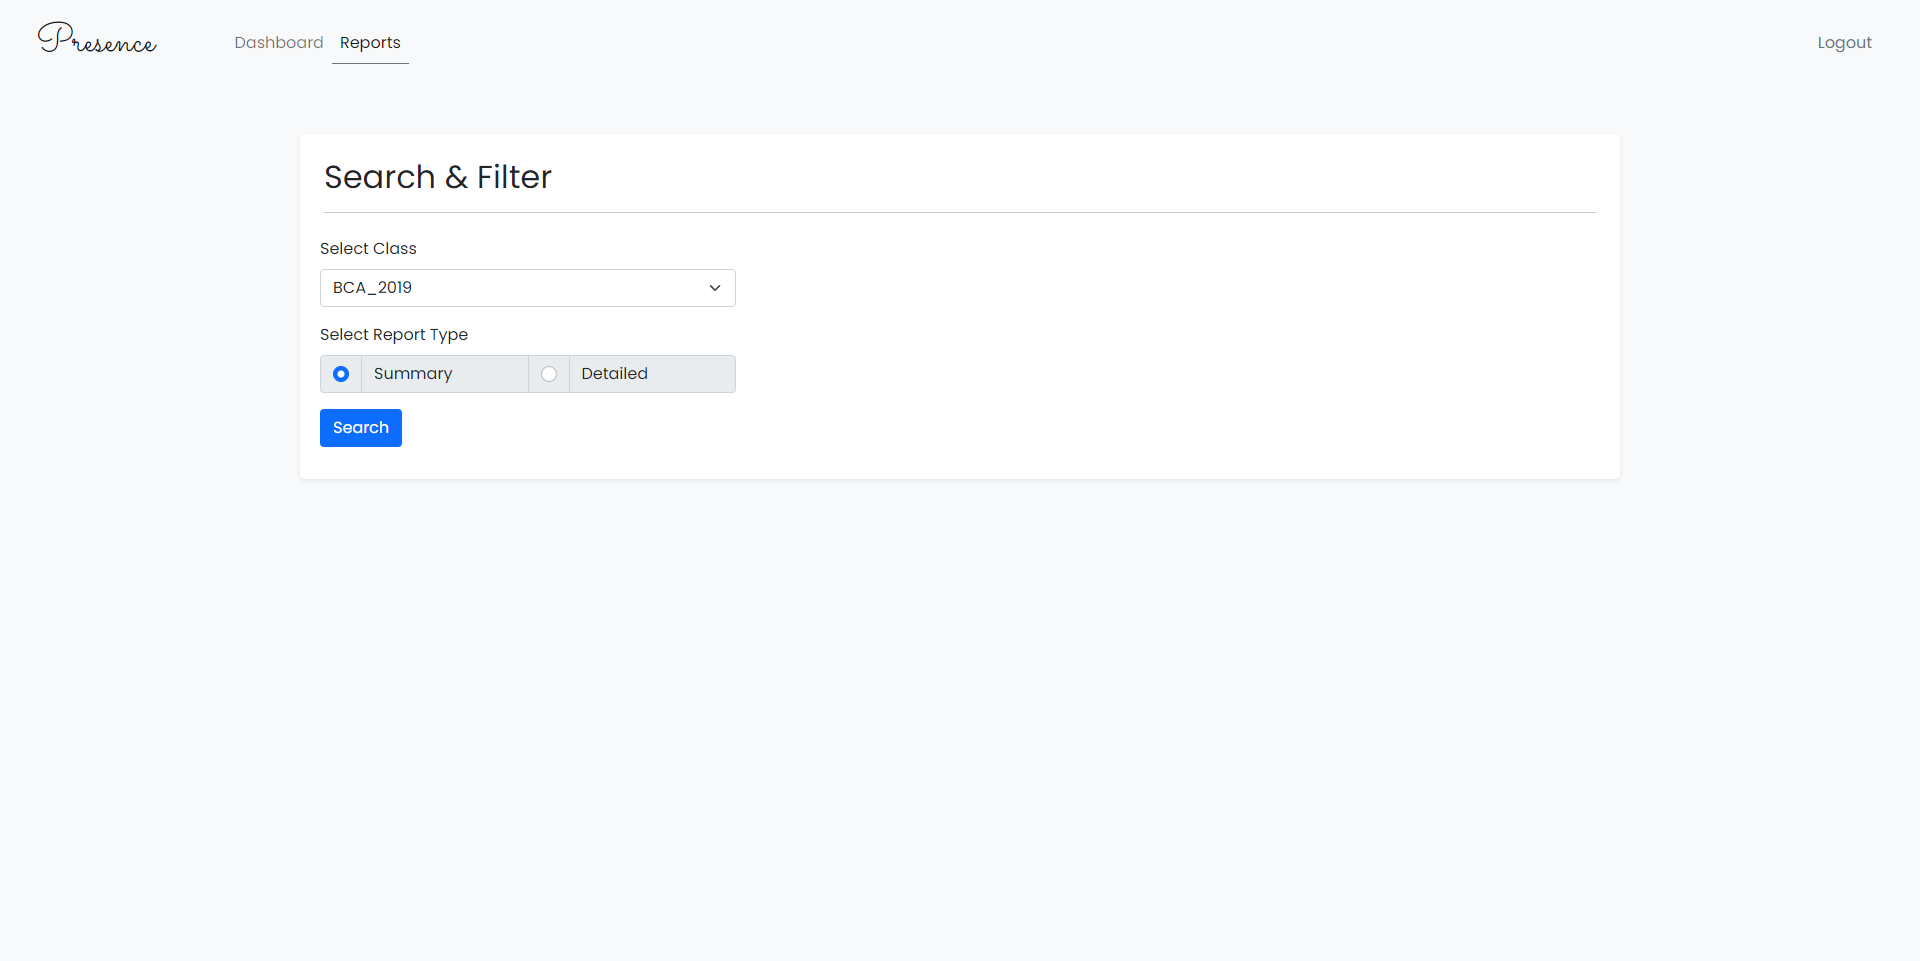 Presence Dashboard Reports Logout
Search & Filter
Select Class
BCA_2019
Select Report Type
Summary Detailed
Search